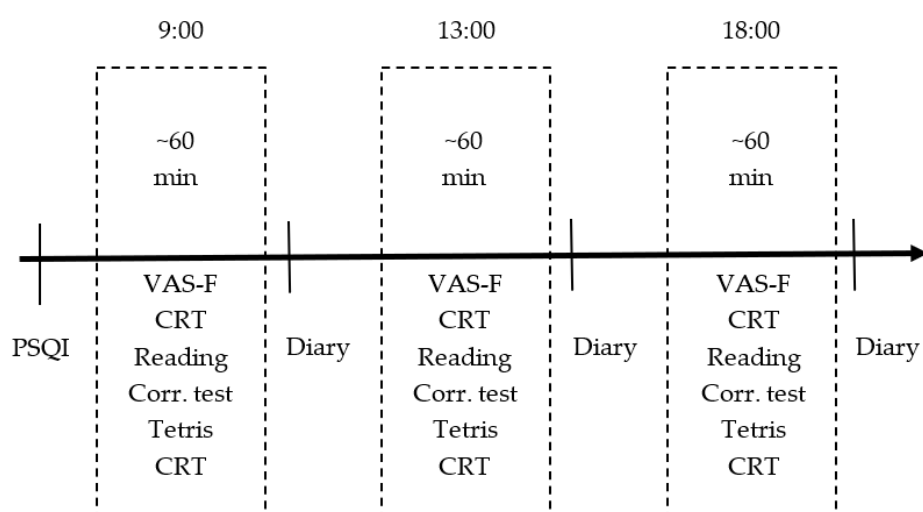 9:00
13:00
18:00
~60
min
~60
min
~60
min
PSQI
VAS-F
CRT
Reading
Corr. test
Tetris
CRT
Diary
VAS-F
CRT
Reading
Corr. test
Tetris
CRT
Diary
VAS-F
CRT
Reading
Corr. test
Tetris
CRT
Diary